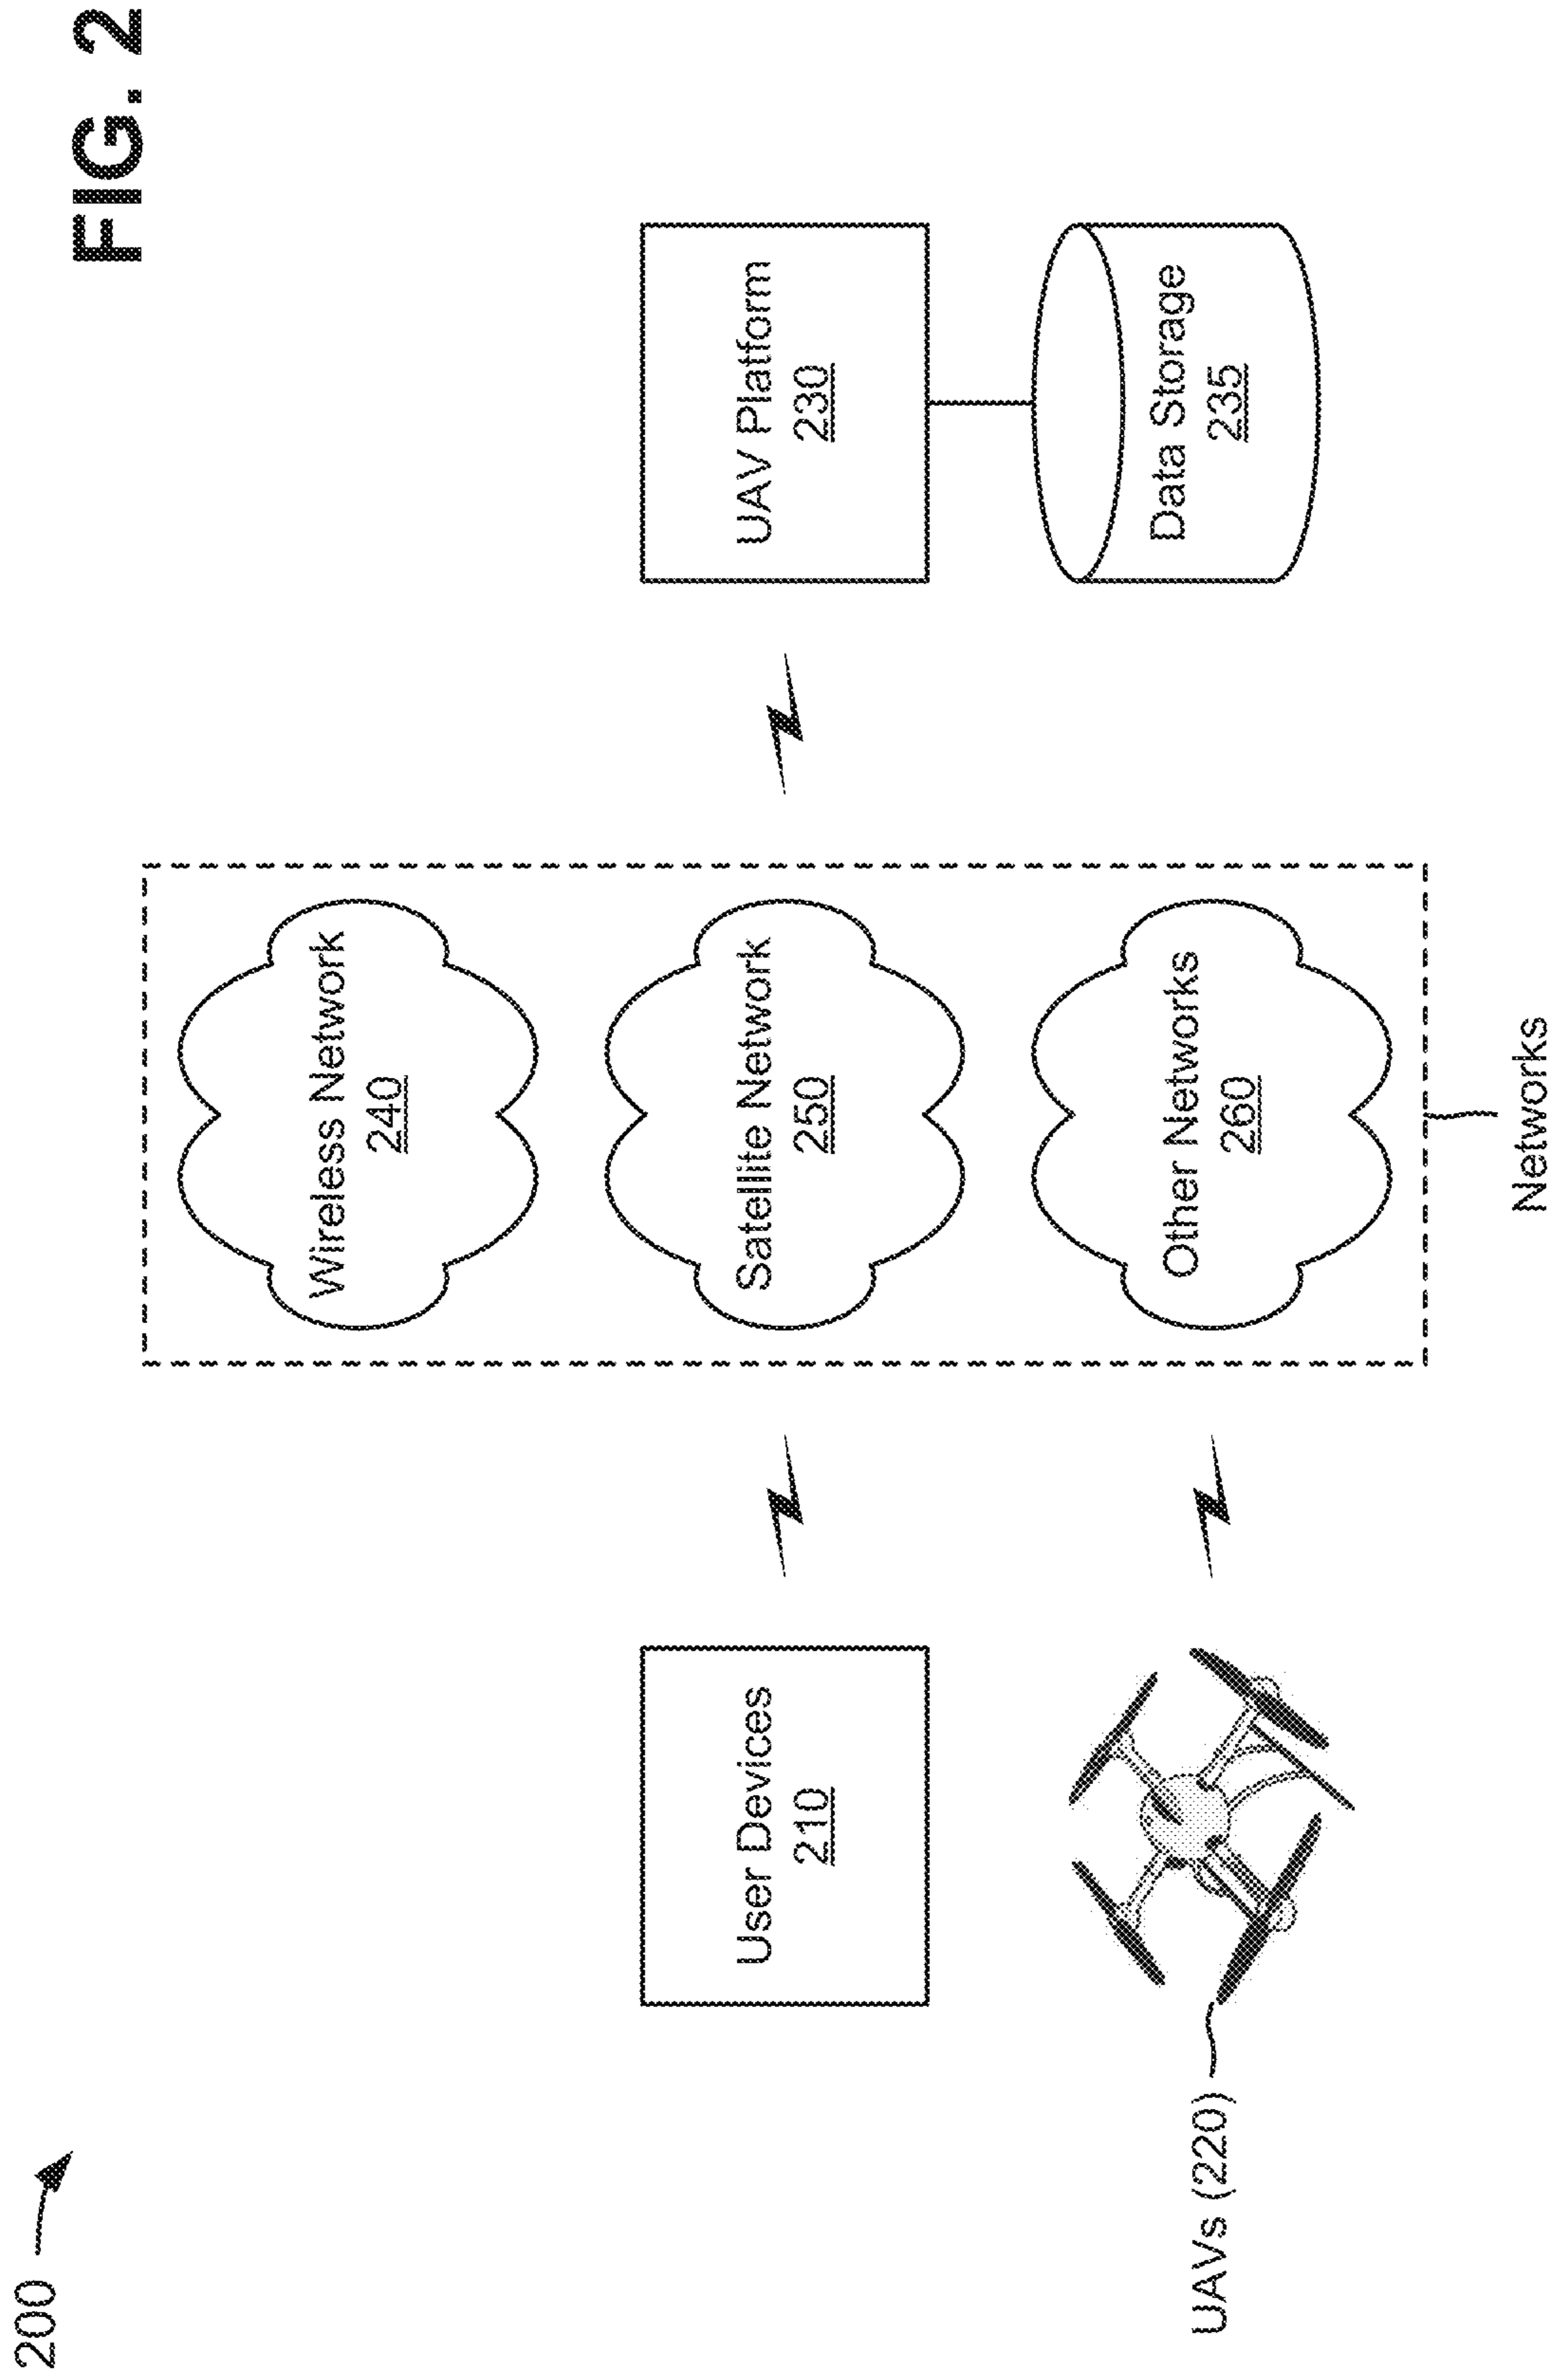 200
FIG. 2
Wireless Network
240
User Devices
210
Satellite Network
250
UAV Platform
230
UAVs (220)
Other Networks
260
Data Storage
235
Networks